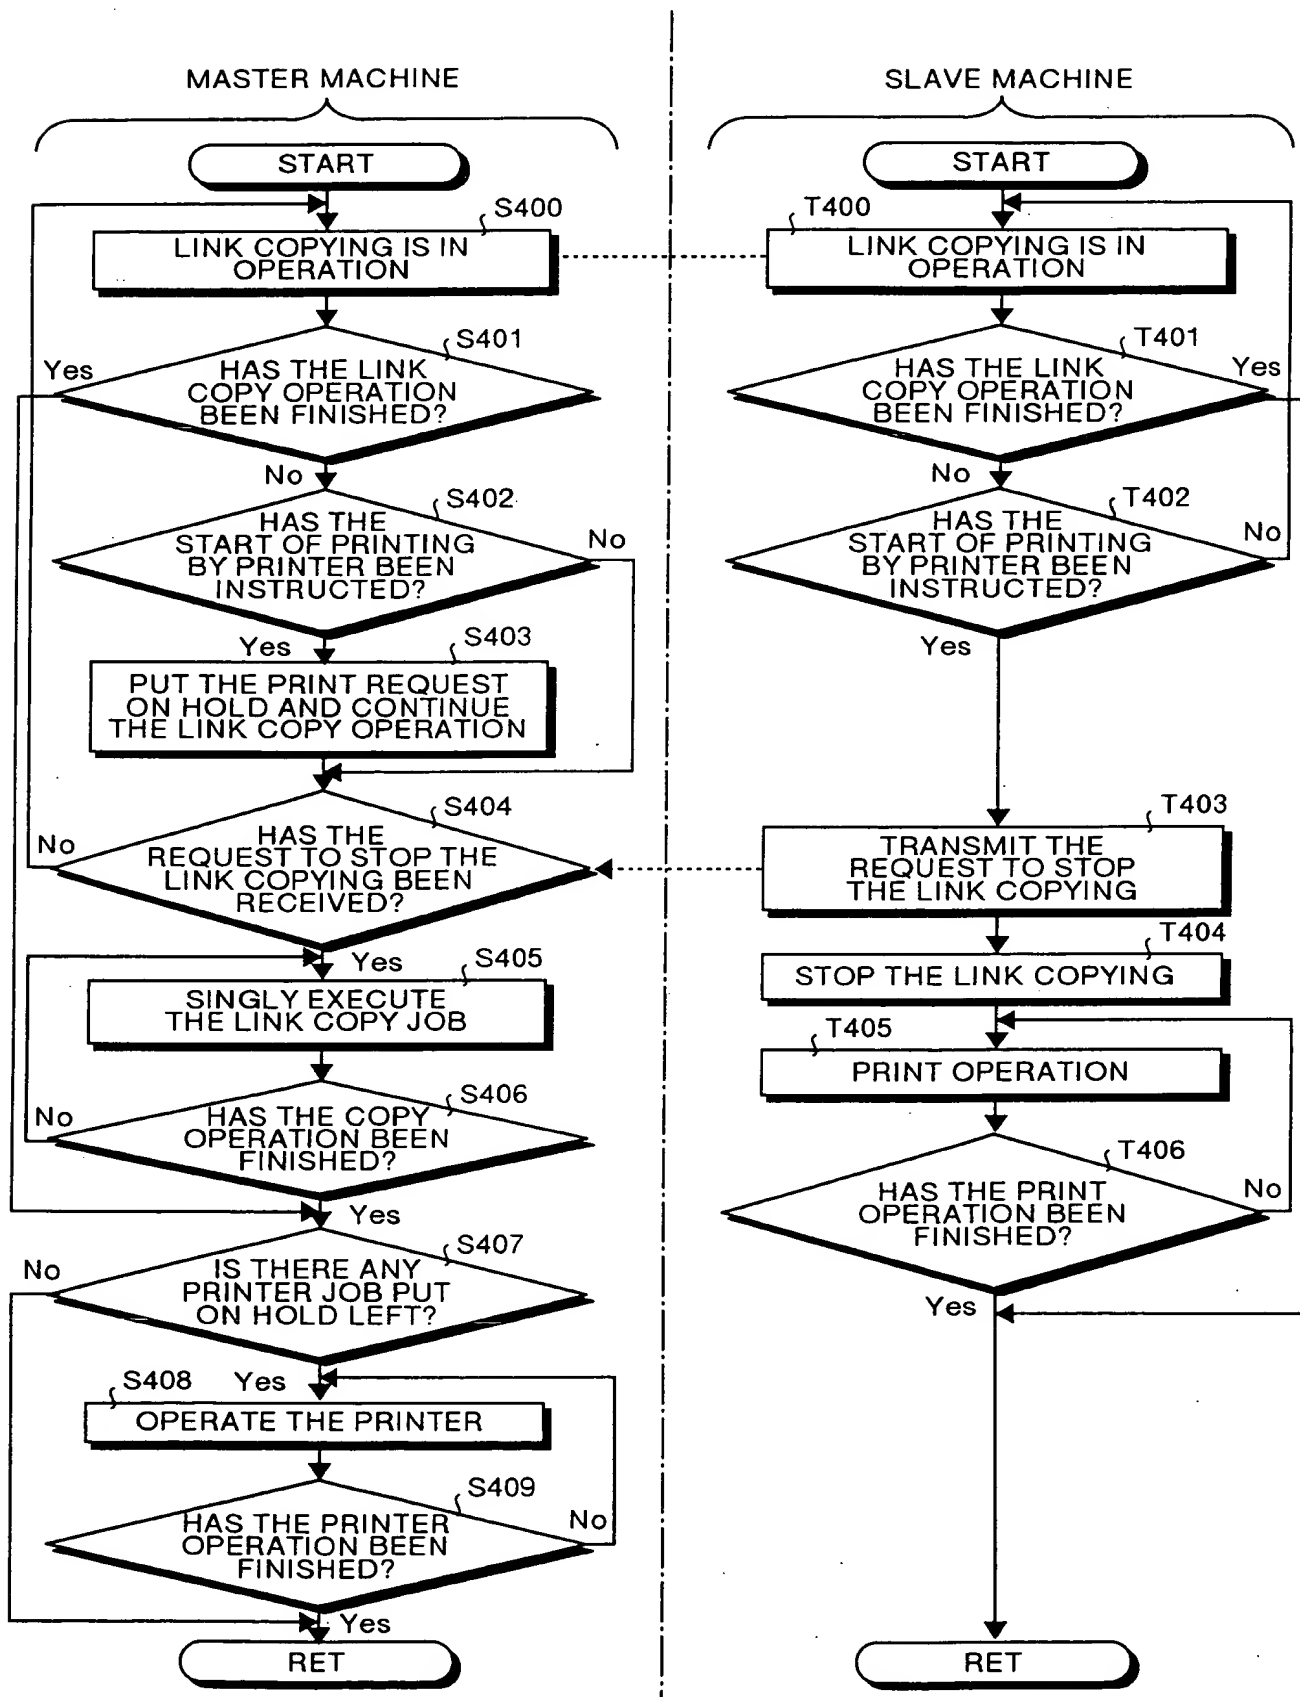 MASTER MACHINE
START
S400
LINK COPYING IS IN
OPERATION
S401
Yes
HAS THE LINK
COPY OPERATION
BEEN FINISHED?
No
S402
HAS THE
START OF PRINTING
BY PRINTER BEEN
INSTRUCTED?
No
Yes
S403
PUT THE PRINT REQUEST
ON HOLD AND CONTINUE
THE LINK COPY OPERATION
S404
No
HAS THE
REQUEST TO STOP THE
LINK COPYING BEEN
RECEIVED?
Yes
S405
SINGLY EXECUTE
THE LINK COPY JOB
S406
No
HAS THE COPY
OPERATION BEEN
FINISHED?
Yes
S407
No
IS THERE ANY
PRINTER JOB PUT
ON HOLD LEFT?
Yes
S408
OPERATE THE PRINTER
S409
HAS THE PRINTER
OPERATION BEEN
FINISHED?
No
Yes
RET
SLAVE MACHINE
START
T400
LINK COPYING IS IN
OPERATION
T401
Yes
HAS THE LINK
COPY OPERATION
BEEN FINISHED?
No
T402
HAS THE
START OF PRINTING
BY PRINTER BEEN
INSTRUCTED?
No
Yes
T403
TRANSMIT THE
REQUEST TO STOP
THE LINK COPYING
T404
STOP THE LINK COPYING
T405
PRINT OPERATION
T406
HAS THE PRINT
OPERATION BEEN
FINISHED?
No
Yes
RET